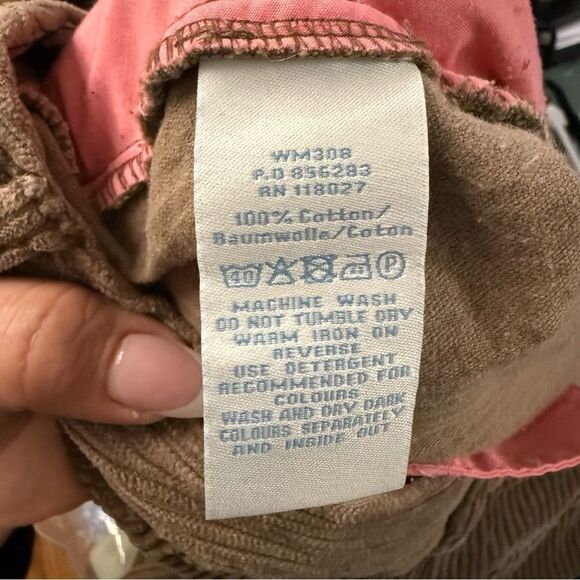 WM308
P.O 856283
RN 118027
100% Cotton/
Baumwolle/Coton
40 P
MACHINE WASH
DO NOT TUMBLE DRY
WARM IRON ON
REVERSE
USE DETERGENT
RECOMMENDED FOR
COLOURS
WASH AND DRY DARK
COLOURS SEPARATELY
AND INSIDE OUT